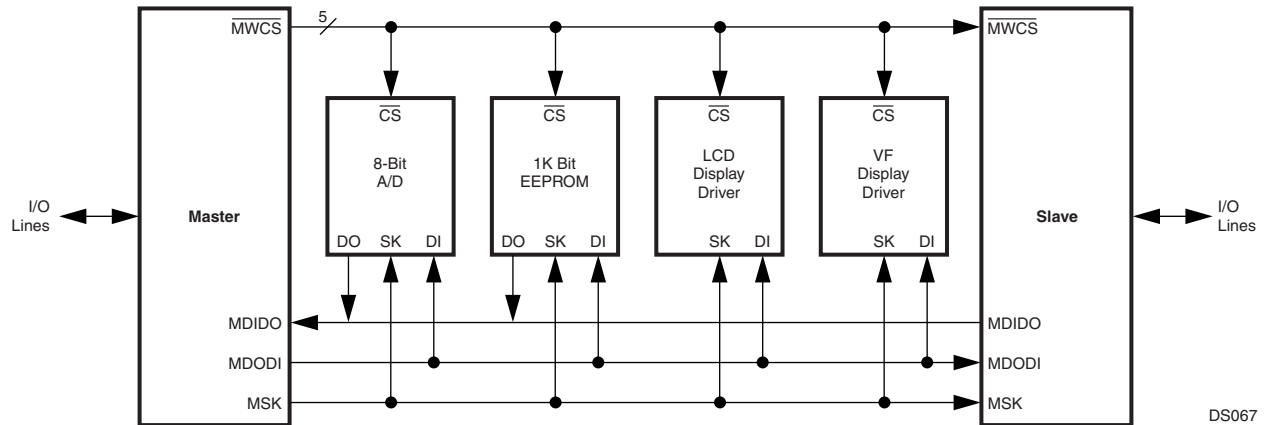 MWCS
5
MWCS
CS
CS
CS
CS
8-Bit
A/D
1K Bit
EEPROM
LCD
Display
Driver
VF
Display
Driver
I/O
Lines
Master
Slave
I/O
Lines
DO SK DI
DO SK DI
SK DI
SK DI
MDIDO
MDIDO
MDODI
MDODI
MSK
MSK
DS067